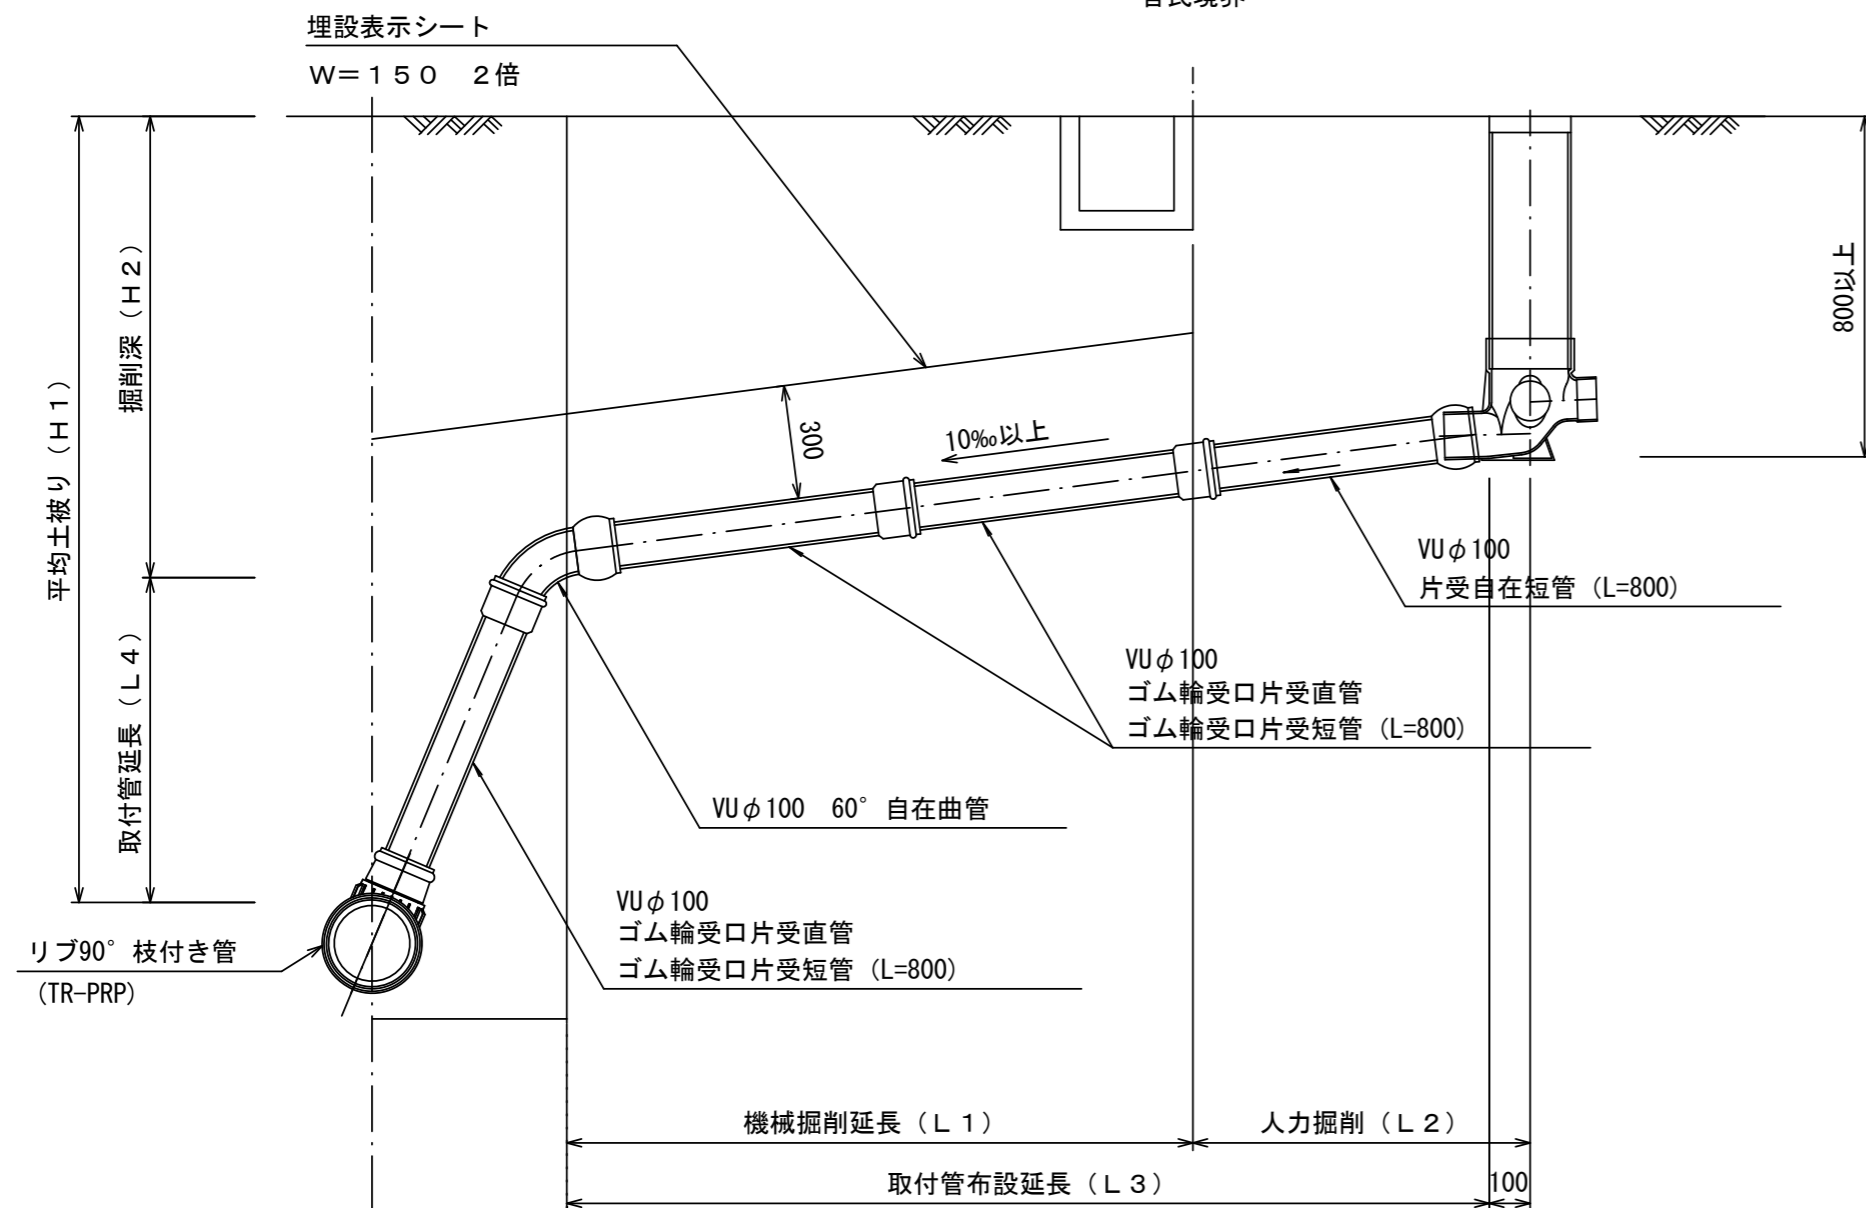 埋設表示シート
W=150 2倍
平均土被り(H1)
掘削深(H2)
取付管延長(L4)
300
10‰以上
800以上
VUφ100
片受自在短管 (L=800)
VUφ100
ゴム輪受口片受直管
ゴム輪受口片受短管 (L=800)
VUφ100 60°自在曲管
VUφ100
ゴム輪受口片受直管
ゴム輪受口片受短管 (L=800)
リブ90°枝付き管
(TR-PRP)
機械掘削延長(L1)
人力掘削(L2)
取付管布設延長(L3)
100